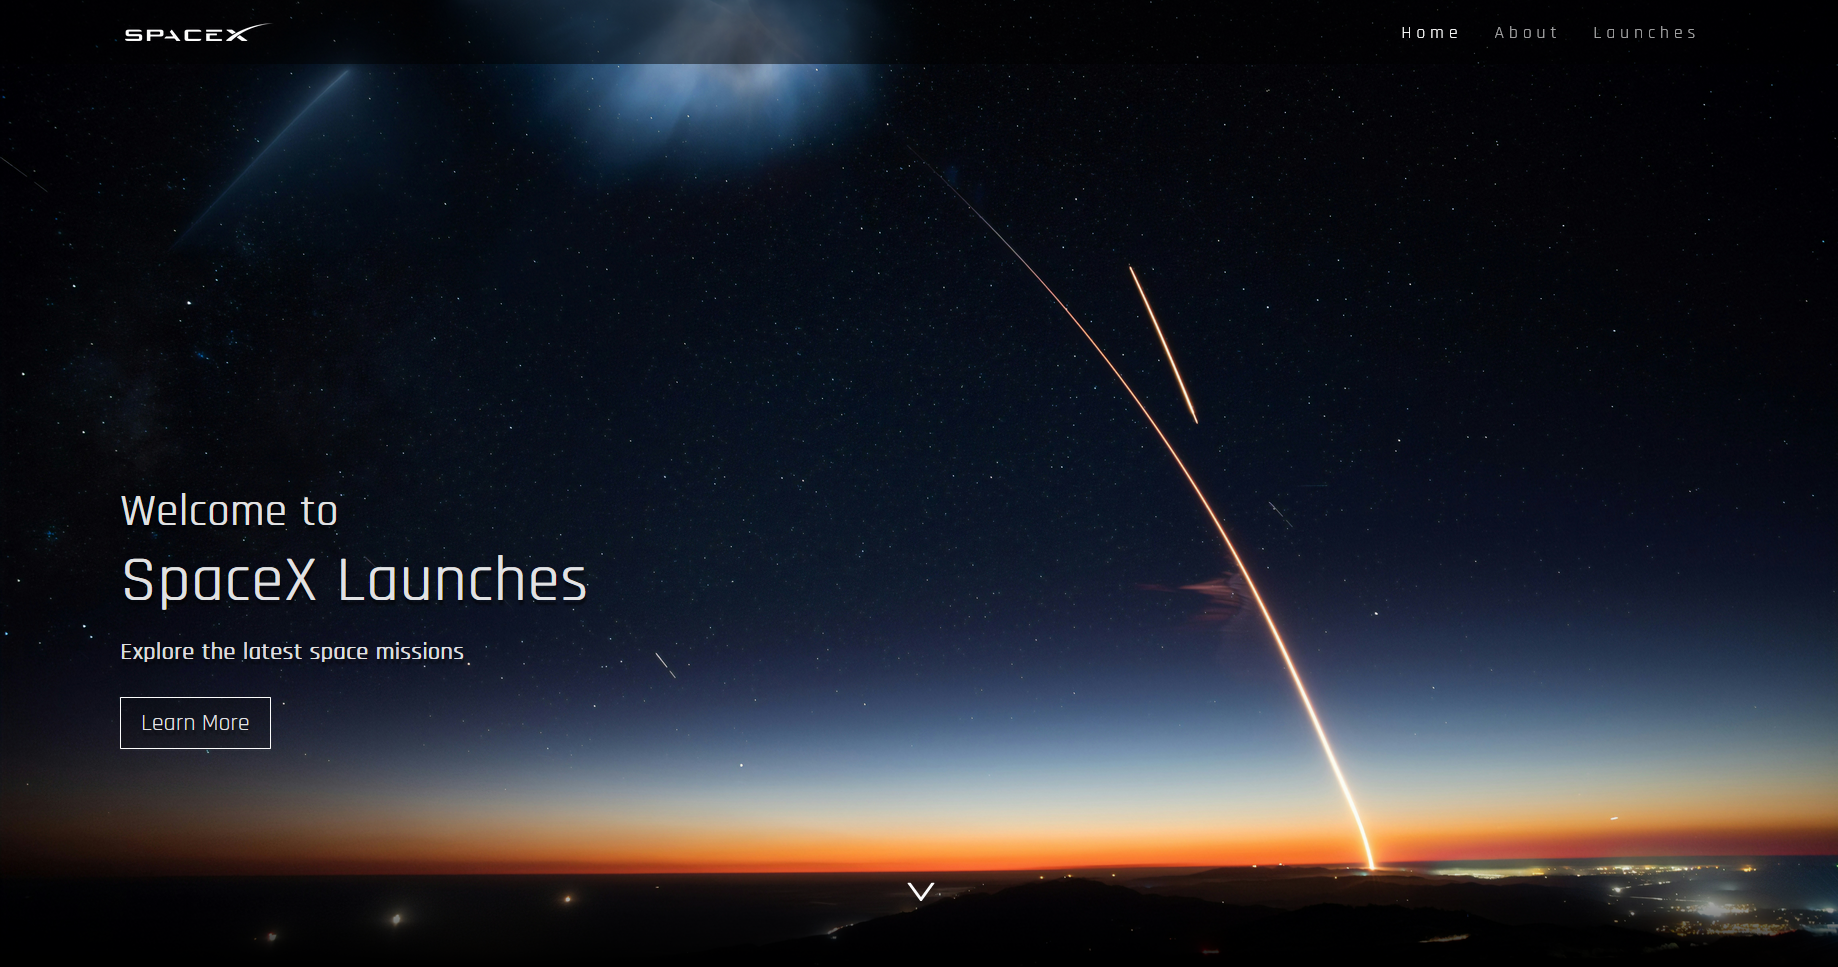 SPACEX
Home About Launches
Welcome to
SpaceX Launches
Explore the latest space missions
Learn More